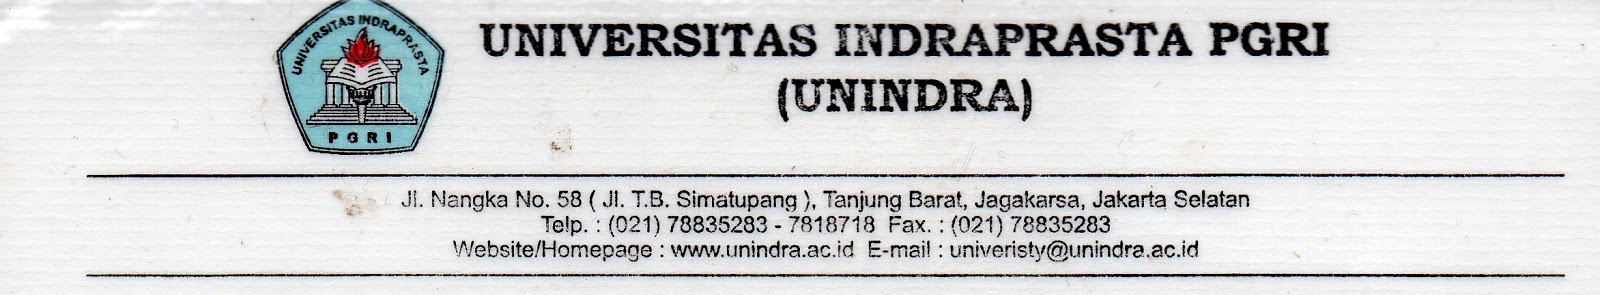 UNIVERSITAS INDRAPRASTA
PGRI
UNIVERSITAS INDRAPRASTA PGRI
(UNINDRA)
Jl. Nangka No. 58 ( Jl. T.B. Simatupang ), Tanjung Barat, Jagakarsa, Jakarta Selatan
Telp. : (021) 78835283 - 7818718 Fax. : (021) 78835283
Website/Homepage : www.unindra.ac.id E-mail : univeristy@unindra.ac.id